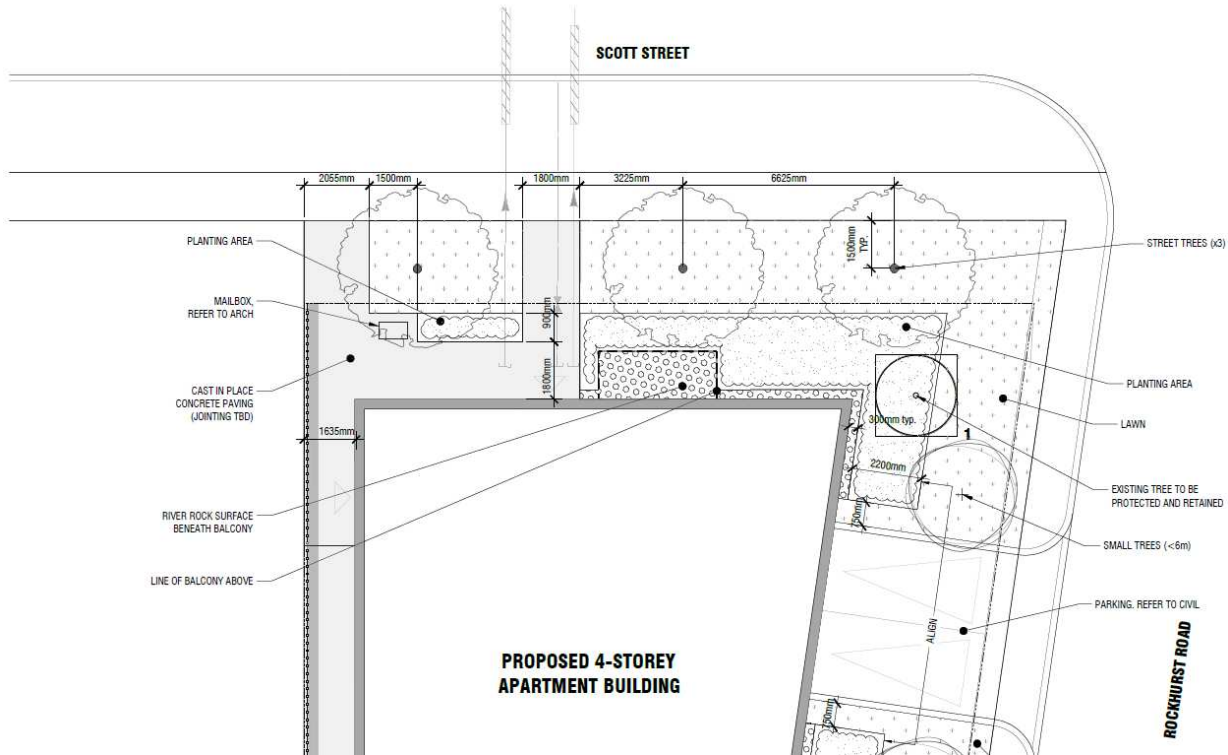 SCOTT STREET
2055mm
1500mm
1800mm
3225mm
6625mm
PLANTING AREA
1500mm
TYP.
STREET TREES (x3)
MAILBOX,
REFER TO ARCH
900mm
CAST IN PLACE
CONCRETE PAVING
(JOINTING TBD)
1800mm
PLANTING AREA
LAWN
1635mm
300mm typ.
1
2200mm
RIVER ROCK SURFACE
BENEATH BALCONY
EXISTING TREE TO BE
PROTECTED AND RETAINED
750mm
SMALL TREES (<6m)
LINE OF BALCONY ABOVE
PARKING. REFER TO CIVIL
ALIGN
PROPOSED 4-STOREY
APARTMENT BUILDING
ROCKHURST ROAD
750mm